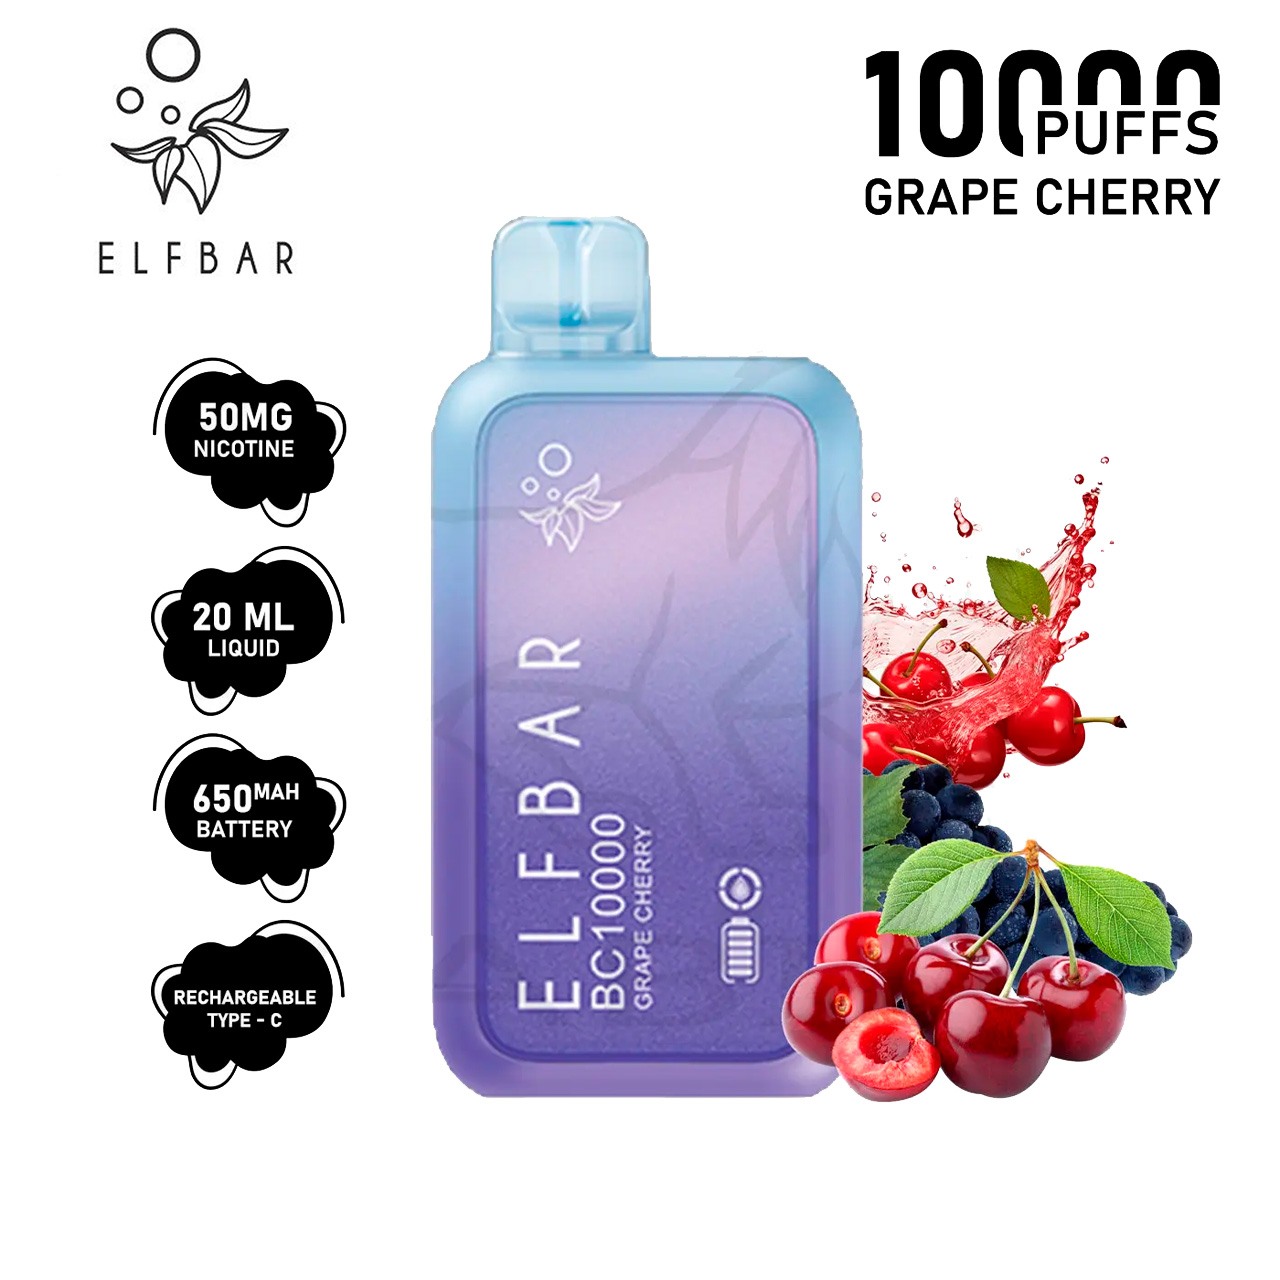 ELFBAR
10000
PUFFS
GRAPE CHERRY
50MG
NICOTINE
20 ML
LIQUID
650MAH
BATTERY
RECHARGEABLE
TYPE - C
ELFBAR
BC10000
GRAPE CHERRY